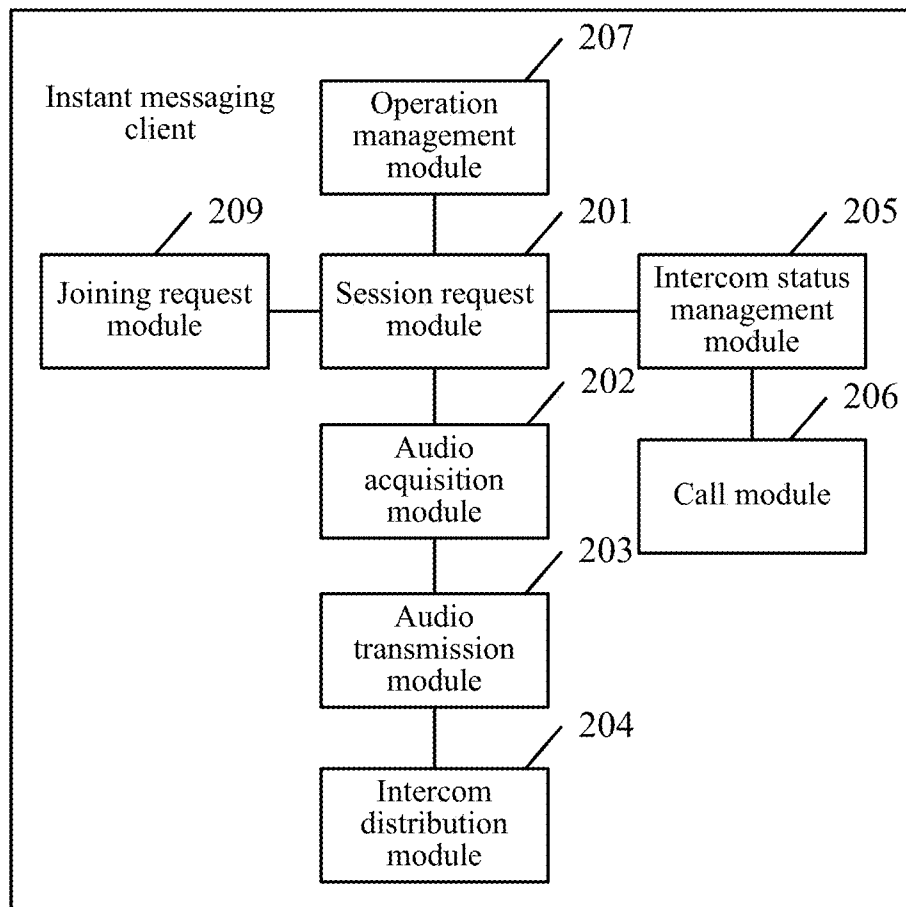 207
Instant messaging
client
Operation
management
module
209
201
205
Joining request
module
Session request
module
Intercom status
management
module
202
206
Audio
acquisition
module
Call module
203
Audio
transmission
module
204
Intercom
distribution
module